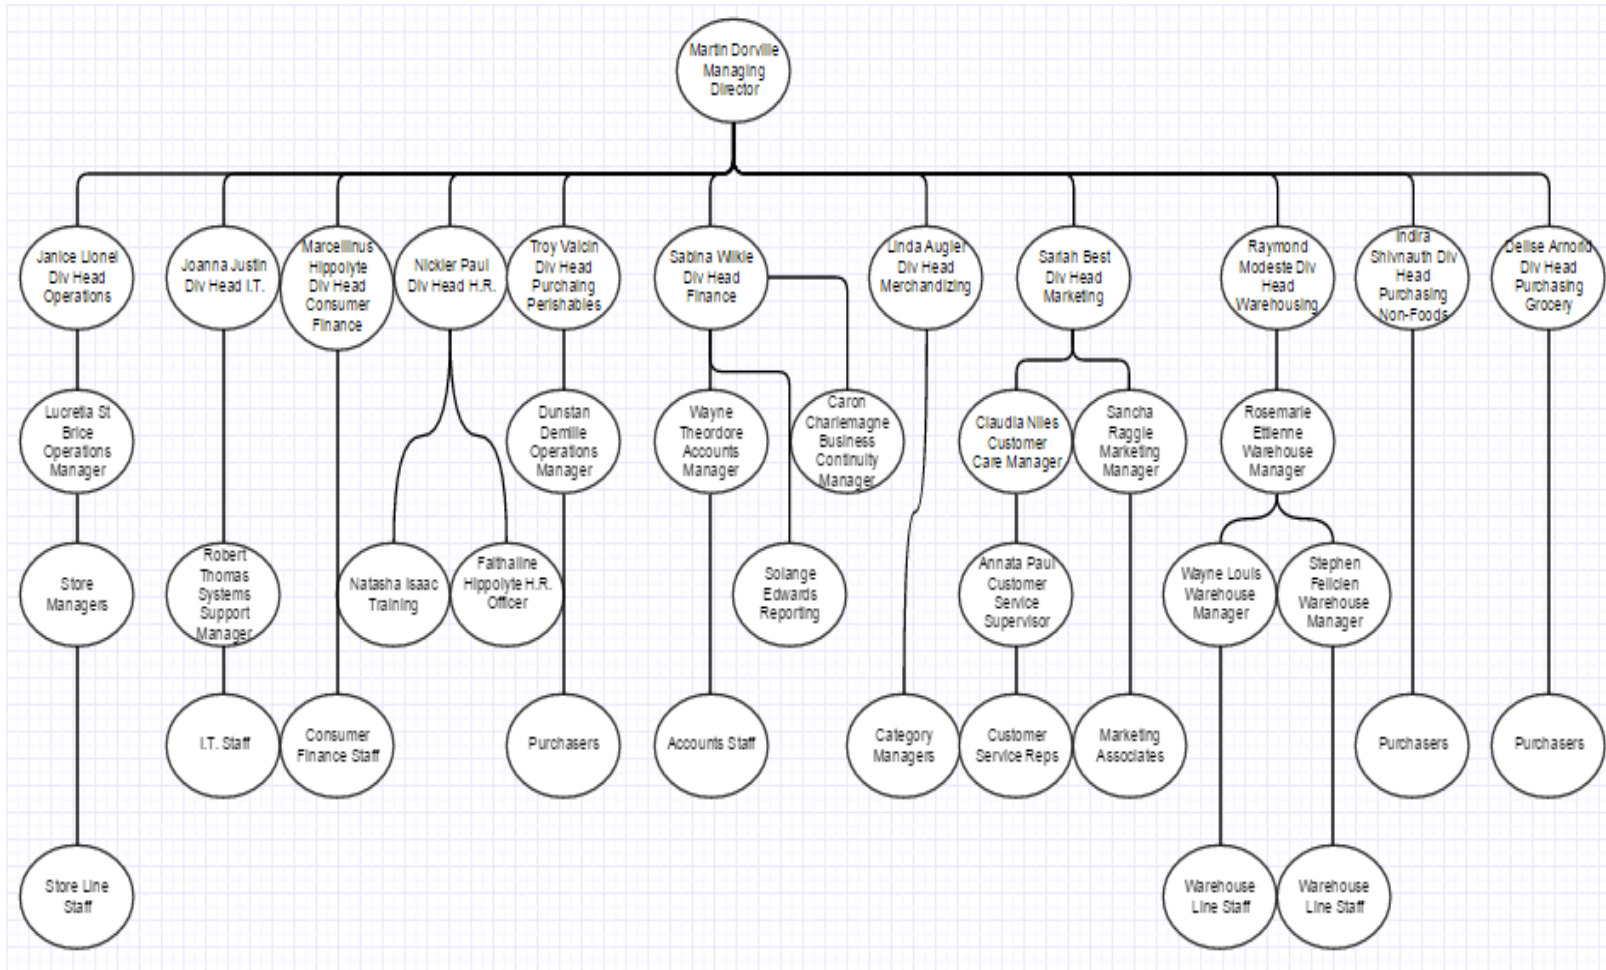 Martin Dorville
Managing
Director
Janice Lionel
Div Head
Operations
Joanna Justin
Div Head I.T.
Marcellinus
Hippolyte
Div Head
Consumer
Finance
Nickler Paul
Div Head H.R.
Troy Valcin
Div Head
Purchaing
Perishables
Sabina Wilkie
Div Head
Finance
Linda Augier
Div Head
Merchandizing
Sariah Best
Div Head
Marketing
Raymond
Modeste Div
Head
Warehousing
Indira
Shivnauth Div
Head
Purchasing
Non-Foods
Delise Arnold
Div Head
Purchasing
Grocery
Lucretia St
Brice
Operations
Manager
Dunstan
Demille
Operations
Manager
Wayne
Theordore
Accounts
Manager
Caron
Charlemagne
Business
Continuity
Manager
Claudia Niles
Customer
Care Manager
Sancha
Raggie
Marketing
Manager
Rosemarie
Ettienne
Warehouse
Manager
Store
Managers
Robert
Thomas
Systems
Support
Manager
Natasha Isaac
Training
Faithaline
Hippolyte H.R.
Officer
Solange
Edwards
Reporting
Annata Paul
Customer
Service
Supervisor
Wayne Louis
Warehouse
Manager
Stephen
Felicien
Warehouse
Manager
I.T. Staff
Consumer
Finance Staff
Purchasers
Accounts Staff
Category
Managers
Customer
Service Reps
Marketing
Associates
Purchasers
Purchasers
Store Line
Staff
Warehouse
Line Staff
Warehouse
Line Staff